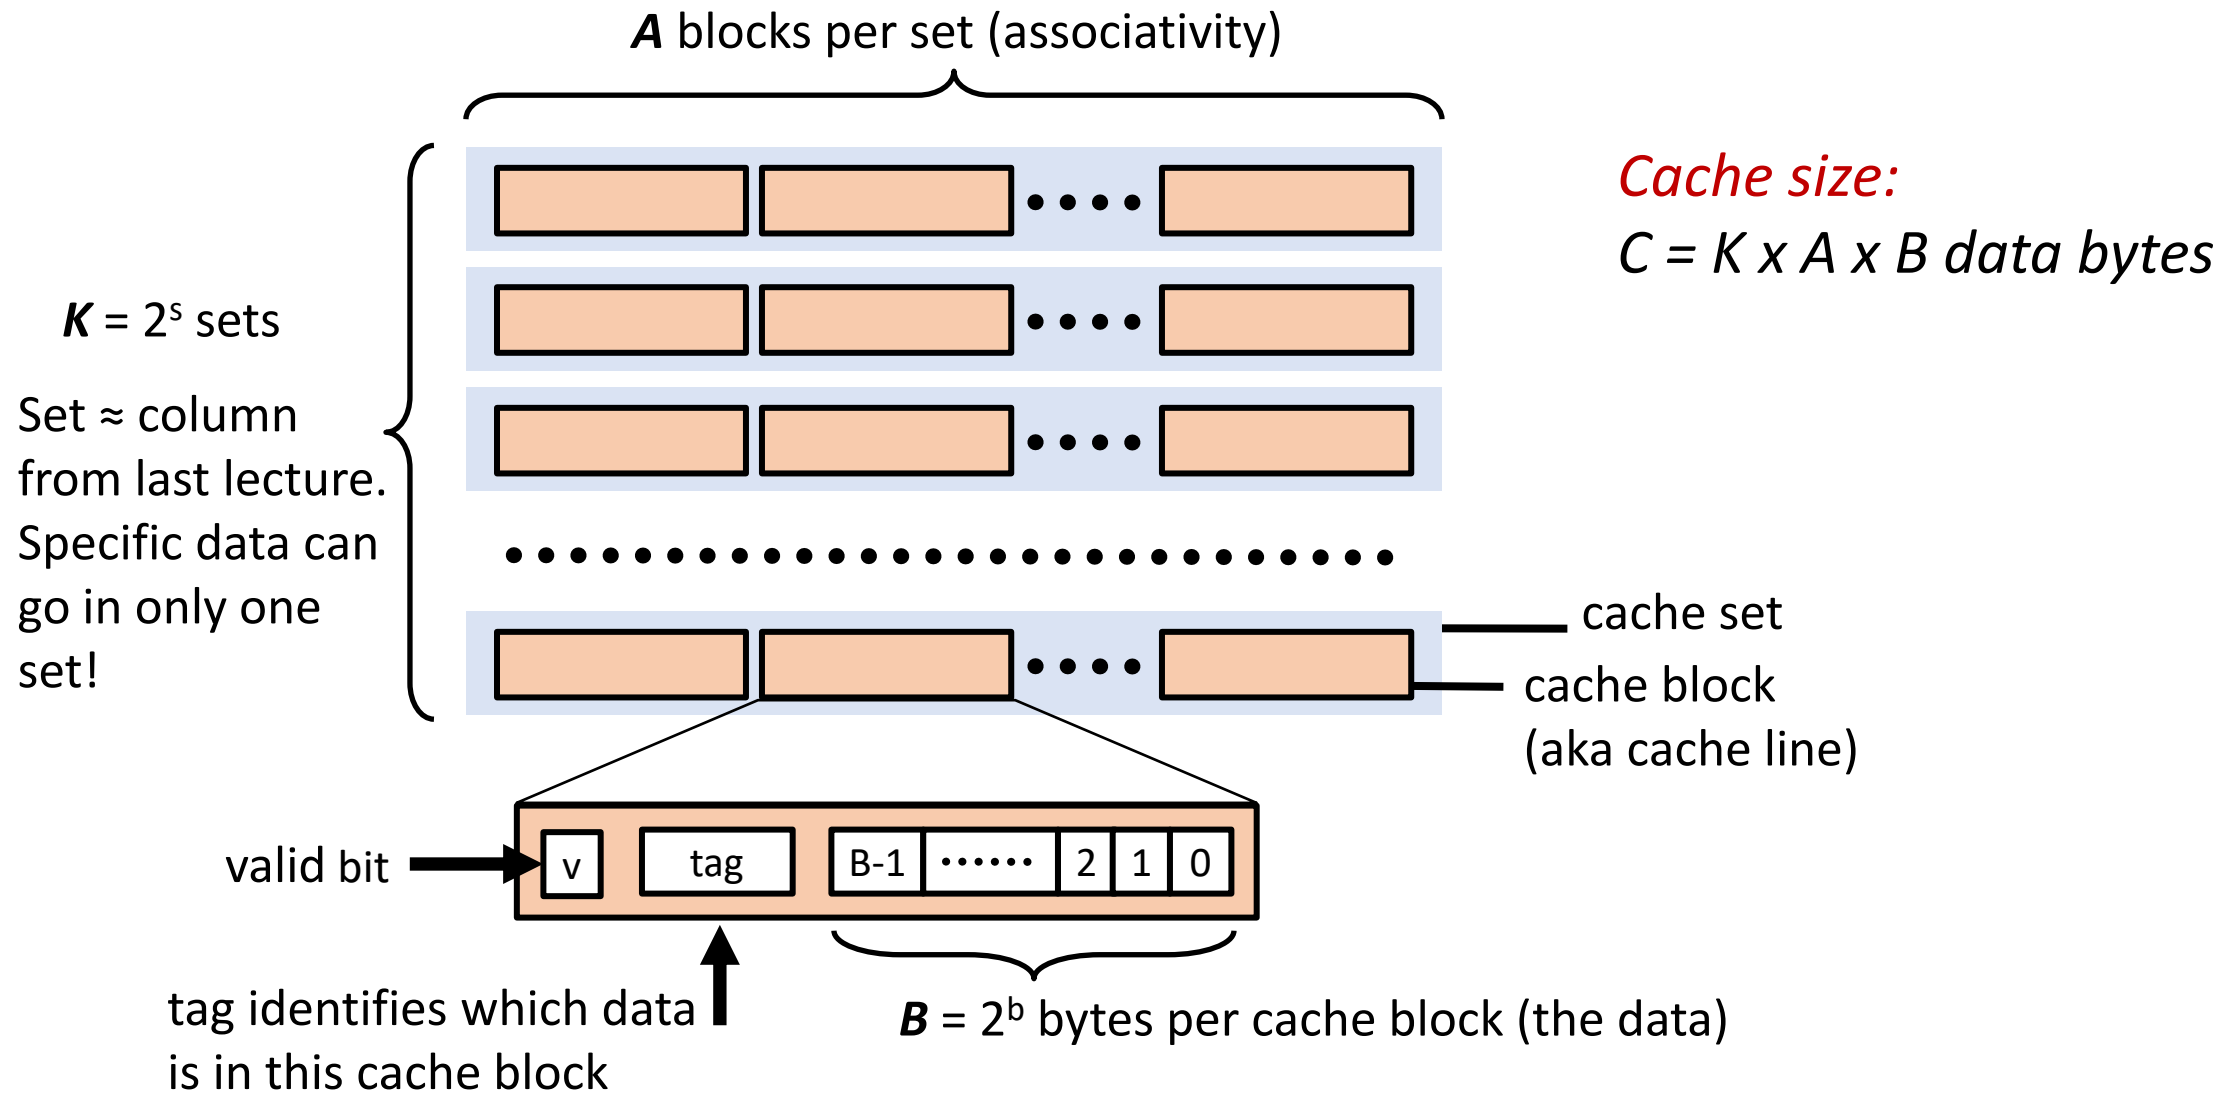 A blocks per set (associativity)
Cache size:
C = K x A x B data bytes
K = 2ˢ sets
Set ≈ column
from last lecture.
Specific data can
go in only one
set!
cache set
cache block
(aka cache line)
valid bit
v
tag
B-1
2
1
0
tag identifies which data
is in this cache block
B = 2ᵇ bytes per cache block (the data)